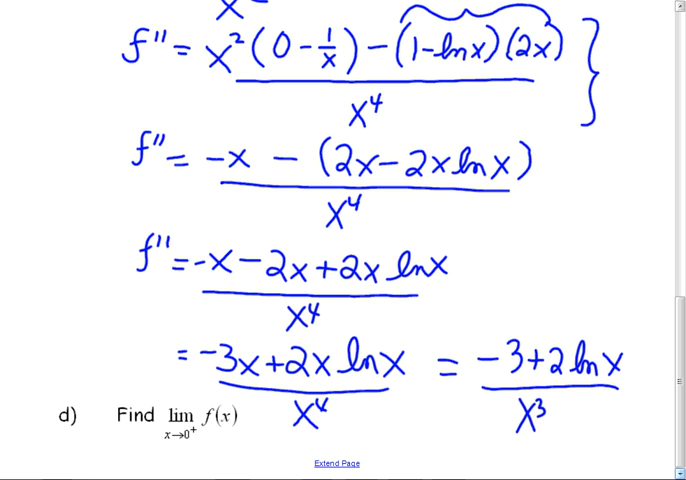 x²
f'' = x²(0 - 1/x) - (1 - ln x)(2x)
x⁴
f'' = -x - (2x - 2x ln x)
x⁴
f'' = -x - 2x + 2x ln x
x⁴
= -3x + 2x ln x = -3 + 2 ln x
x⁴ x³
d) Find lim f(x)
x→0⁺
Extend Page